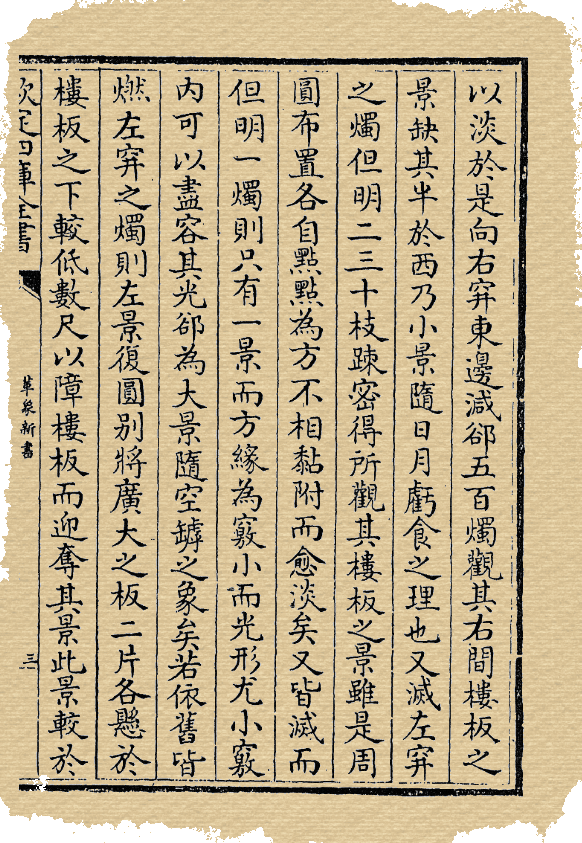 以淡於是向右穽東邊減郤五百燭觀其右間樓板之
景缺其半於西乃小景隨日月虧食之理也又滅左穽
之燭但明二三十枝疎密得所觀其樓板之景雖是周
圓布置各自點點為方不相黏附而愈淡矣又皆滅而
但明一燭則只有一景而方緣為竅小而光形尤小竅
内可以盡容其光郤為大景隨空罅之象矣若依舊皆
燃左穽之燭則左景復圓別將廣大之板二片各懸於
樓板之下較低數尺以障樓板而迎奪其景此景較於
欽定四庫全書
革象新書
三